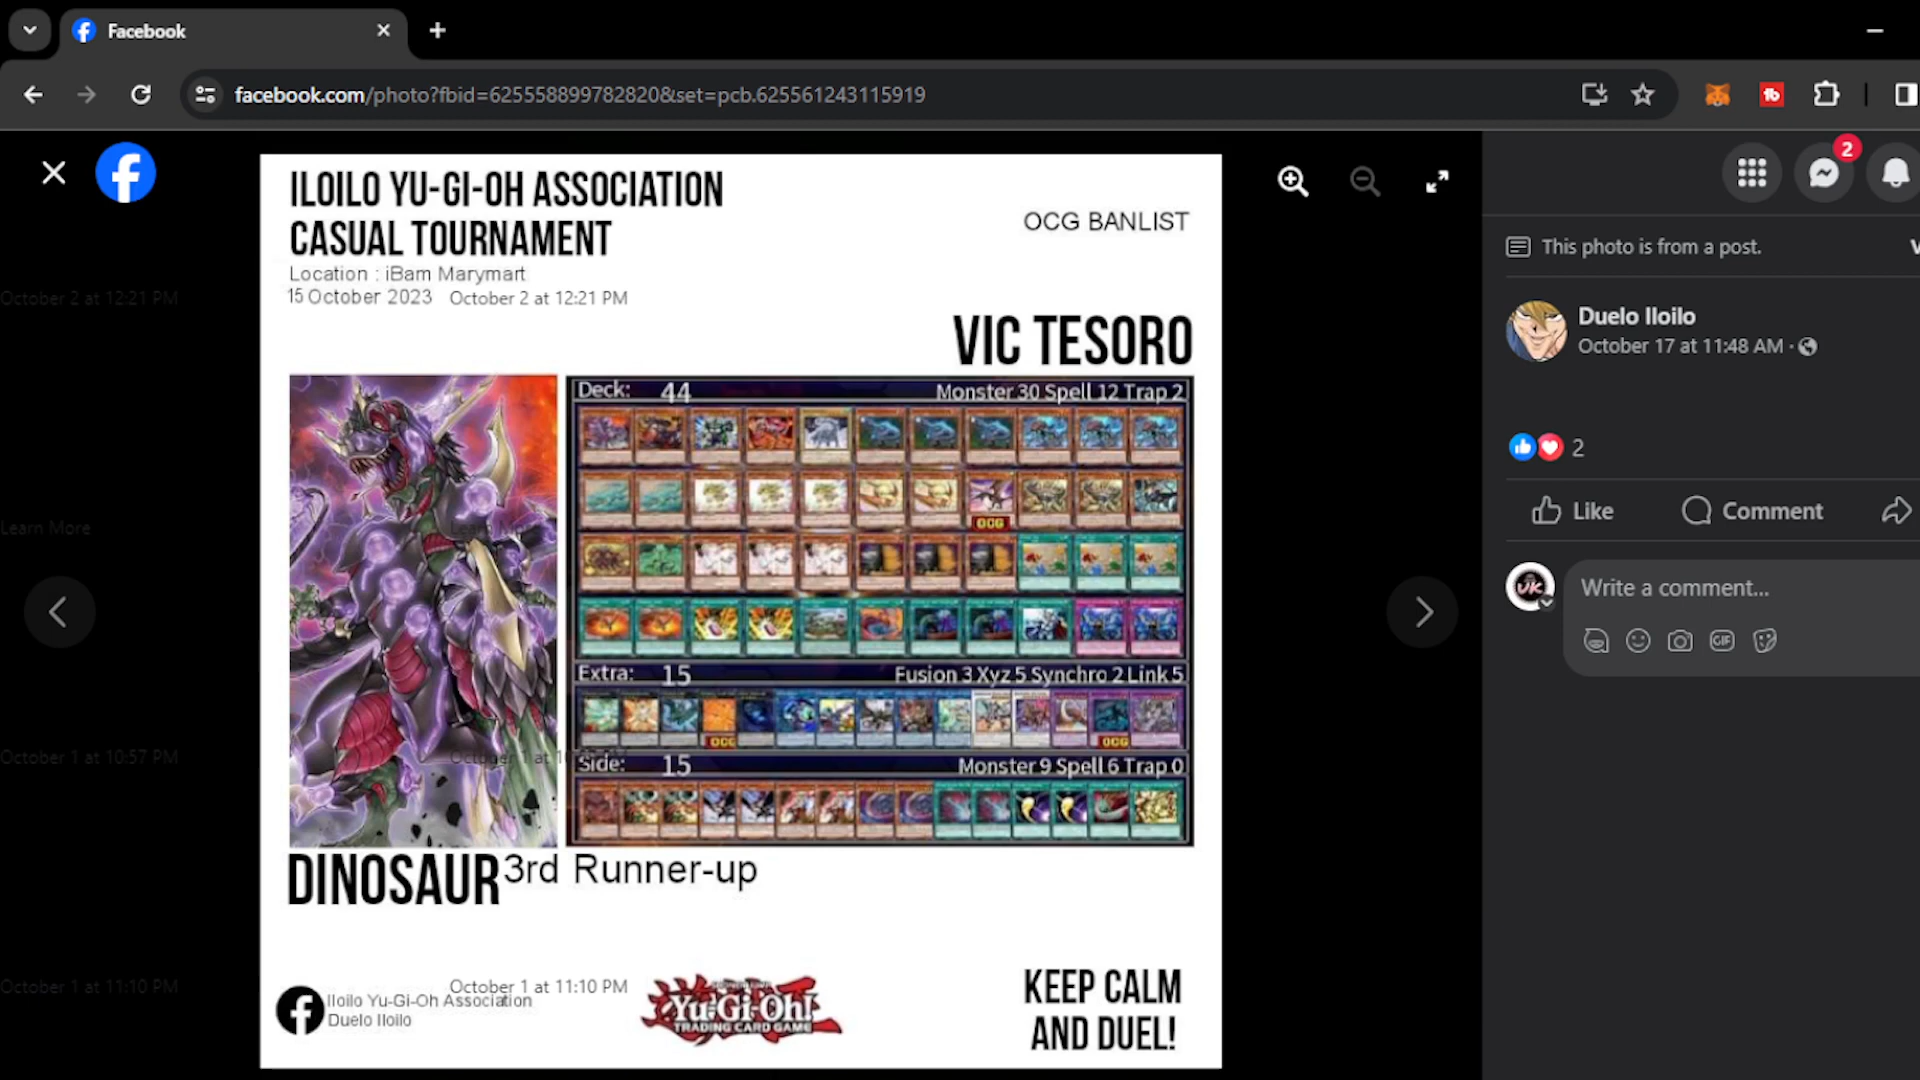 Facebook
facebook.com/photo?fbid=625558899782820&set=pcb.625561243115919
ILOILO YU-GI-OH ASSOCIATION
CASUAL TOURNAMENT
Location : iBam Marymart
15 October 2023 October 2 at 12:21 PM
OCG BANLIST
VIC TESORO
Deck: 44 Monster 30 Spell 12 Trap 2
OCG
Extra: 15 Fusion 3 Xyz 5 Synchro 2 Link 5
OCG OCG
Side: 15 Monster 9 Spell 6 Trap 0
DINOSAUR 3rd Runner-up
October 1 at 11:10 PM
Iloilo Yu-Gi-Oh Association
Duelo Iloilo
Yu-Gi-Oh!
TRADING CARD GAME
KEEP CALM
AND DUEL!
October 2 at 12:21 PM
Learn More
October 1 at 10:57 PM
October 1 at 11:10 PM
2
This photo is from a post.
Duelo Iloilo
October 17 at 11:48 AM ·
2
Like Comment
Write a comment...
GIF